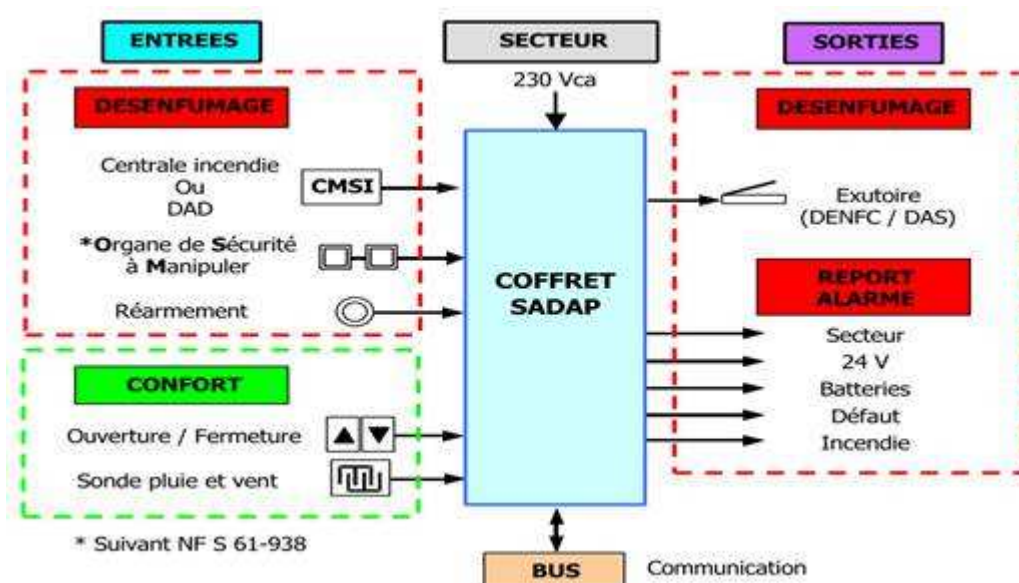 ENTREES
SECTEUR
SORTIES
230 Vca
DESENFUMAGE
Centrale incendie
Ou
DAD
CMSI
*Organe de Sécurité
à Manipuler
Réarmement
CONFORT
Ouverture / Fermeture
Sonde pluie et vent
* Suivant NF S 61-938
COFFRET
SADAP
BUS
Communication
DESENFUMAGE
Exutoire
(DENFC / DAS)
REPORT
ALARME
Secteur
24 V
Batteries
Défaut
Incendie